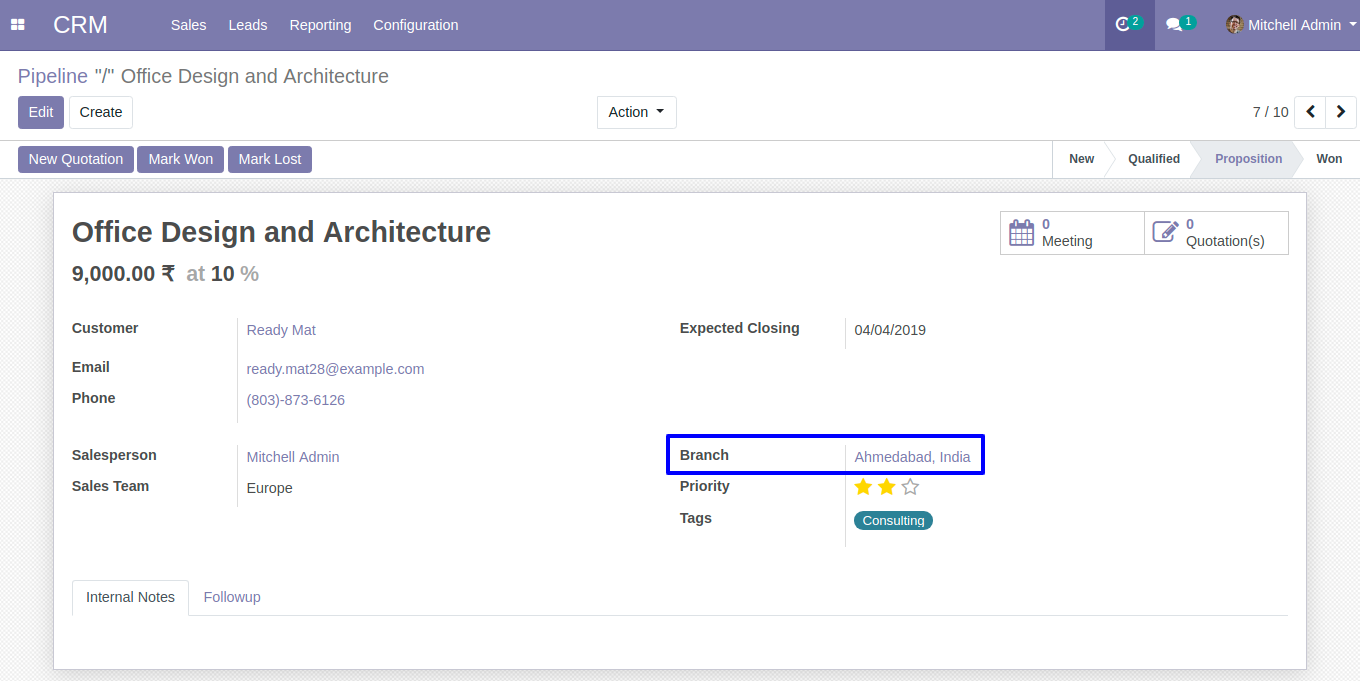 CRM Sales Leads Reporting Configuration 2 1 Mitchell Admin
Pipeline "/" Office Design and Architecture
Edit Create Action 7 / 10
New Quotation Mark Won Mark Lost New Qualified Proposition Won
Office Design and Architecture
0 Meeting
0 Quotation(s)
9,000.00 ₹ at 10 %
Customer Ready Mat
Expected Closing 04/04/2019
Email ready.mat28@example.com
Phone (803)-873-6126
Salesperson Mitchell Admin
Branch Ahmedabad, India
Sales Team Europe
Priority
Tags Consulting
Internal Notes Followup